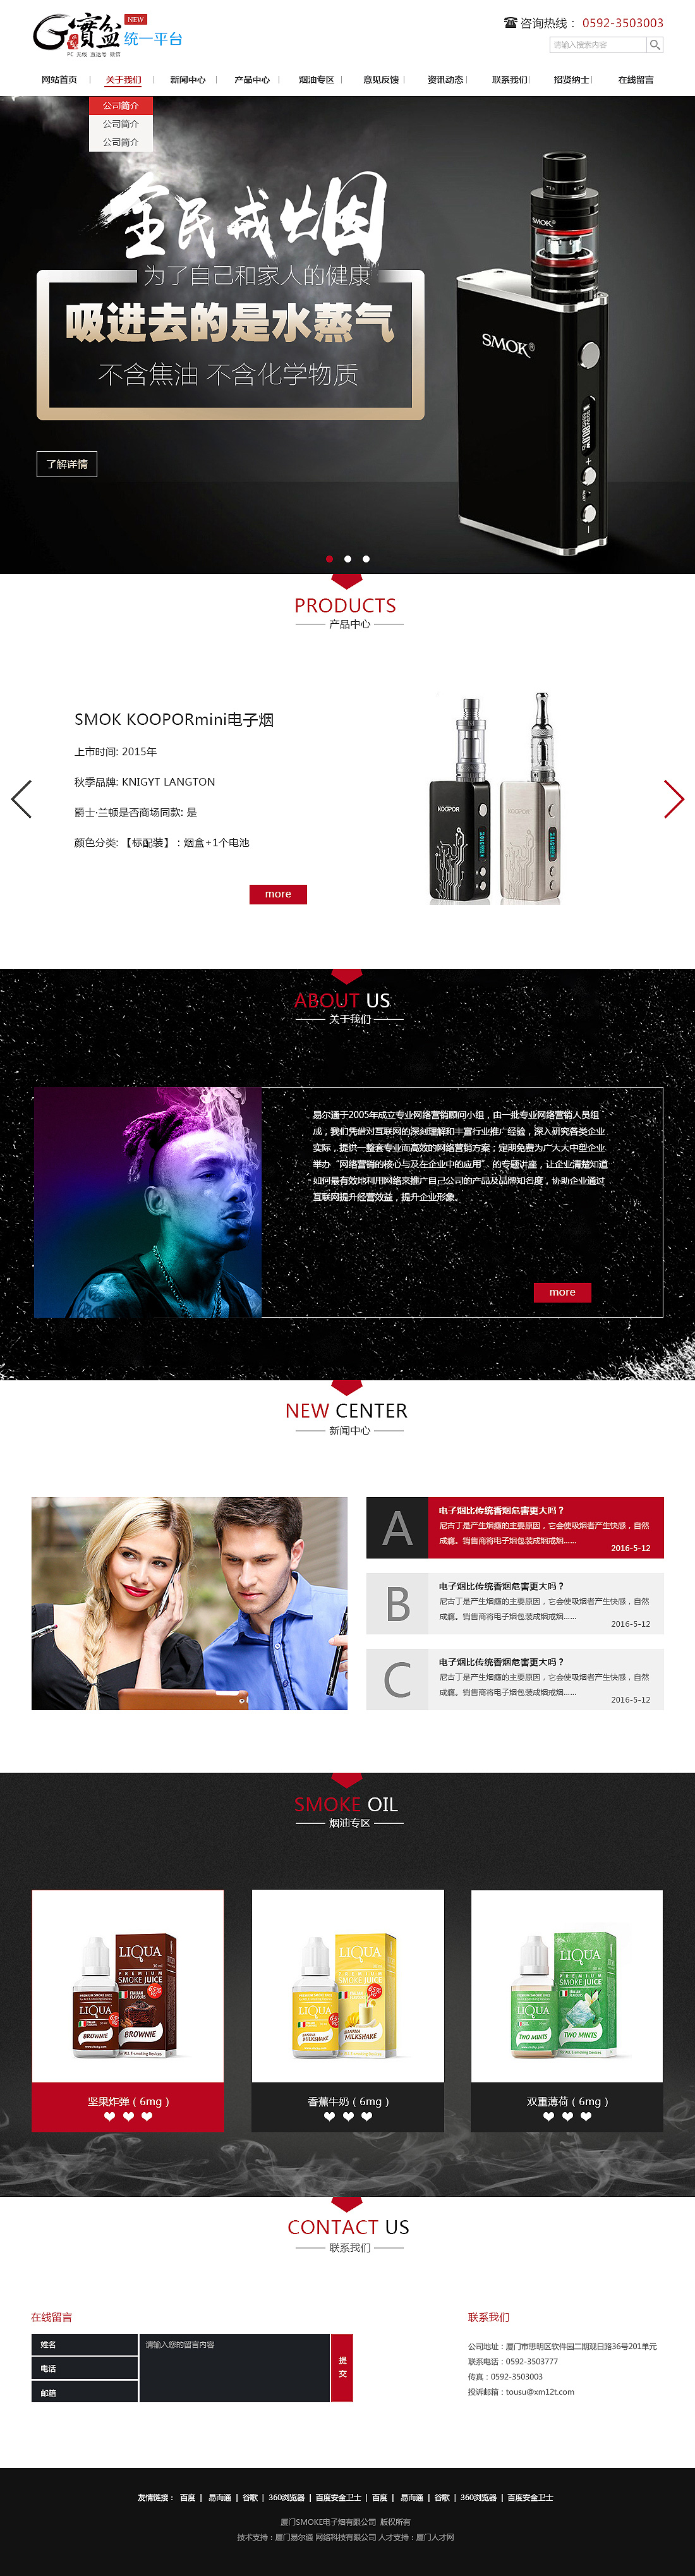 G寶盆
NEW
统一平台
咨询热线： 0592-3503003
请输入搜索内容
网站首页 | 关于我们 | 新闻中心 | 产品中心 | 烟油专区 | 意见反馈 | 资讯动态 | 联系我们 | 招贤纳士 | 在线留言
公司简介
公司简介
公司简介
全民戒烟
为了自己和家人的健康
吸进去的是水蒸气
不含焦油 不含化学物质
了解详情
SMOK
SMOK®
PRODUCTS
产品中心
SMOK KOOPORmini电子烟
上市时间: 2015年
秋季品牌: KNIGYT LANGTON
爵士·兰顿是否商场同款: 是
颜色分类: 【标配装】 : 烟盒+1个电池
more
KOOPOR
KOOPOR
ABOUT US
关于我们
易尔通于2005年成立专业网络营销顾问小组，由一批专业网络营销人员组
成，我们凭借对互联网的深刻理解和丰富行业推广经验，深入研究各类企业
实际，提供一整套专业而高效的网络营销方案；定期免费为广大大中型企业
举办“网络营销的核心与及在企业中的应用”的专题讲座，让企业清楚知道
如何最有效地利用网络来推广自己公司的产品及品牌知名度，协助企业通过
互联网提升经营效益，提升企业形象。
more
NEW CENTER
新闻中心
A
电子烟比传统香烟危害更大吗？
尼古丁是产生烟瘾的主要原因，它会使吸烟者产生快感，自然
成瘾。销售商将电子烟包装成烟戒烟......
2016-5-12
B
电子烟比传统香烟危害更大吗？
尼古丁是产生烟瘾的主要原因，它会使吸烟者产生快感，自然
成瘾。销售商将电子烟包装成烟戒烟......
2016-5-12
C
电子烟比传统香烟危害更大吗？
尼古丁是产生烟瘾的主要原因，它会使吸烟者产生快感，自然
成瘾。销售商将电子烟包装成烟戒烟......
2016-5-12
SMOKE OIL
烟油专区
LIQUA
PREMIUM
SMOKE JUICE
LIQUA
BROWNIE
BROWNIE
LIQUA
PREMIUM
SMOKE JUICE
LIQUA
BANANA
MILKSHAKE
BANANA
MILKSHAKE
LIQUA
PREMIUM
SMOKE JUICE
LIQUA
TWO MINTS
TWO MINTS
坚果炸弹（6mg）
香蕉牛奶（6mg）
双重薄荷（6mg）
CONTACT US
联系我们
在线留言
姓名
电话
邮箱
请输入您的留言内容
提
交
联系我们
公司地址：厦门市思明区软件园二期观日路36号201单元
联系电话：0592-3503777
传真：0592-3503003
投诉邮箱：tousu@xm12t.com
友情链接： 百度 | 易而通 | 谷歌 | 360浏览器 | 百度安全卫士 | 百度 | 易而通 | 谷歌 | 360浏览器 | 百度安全卫士
厦门SMOKE电子烟有限公司 版权所有
技术支持：厦门易尔通 网络科技有限公司 人才支持：厦门人才网